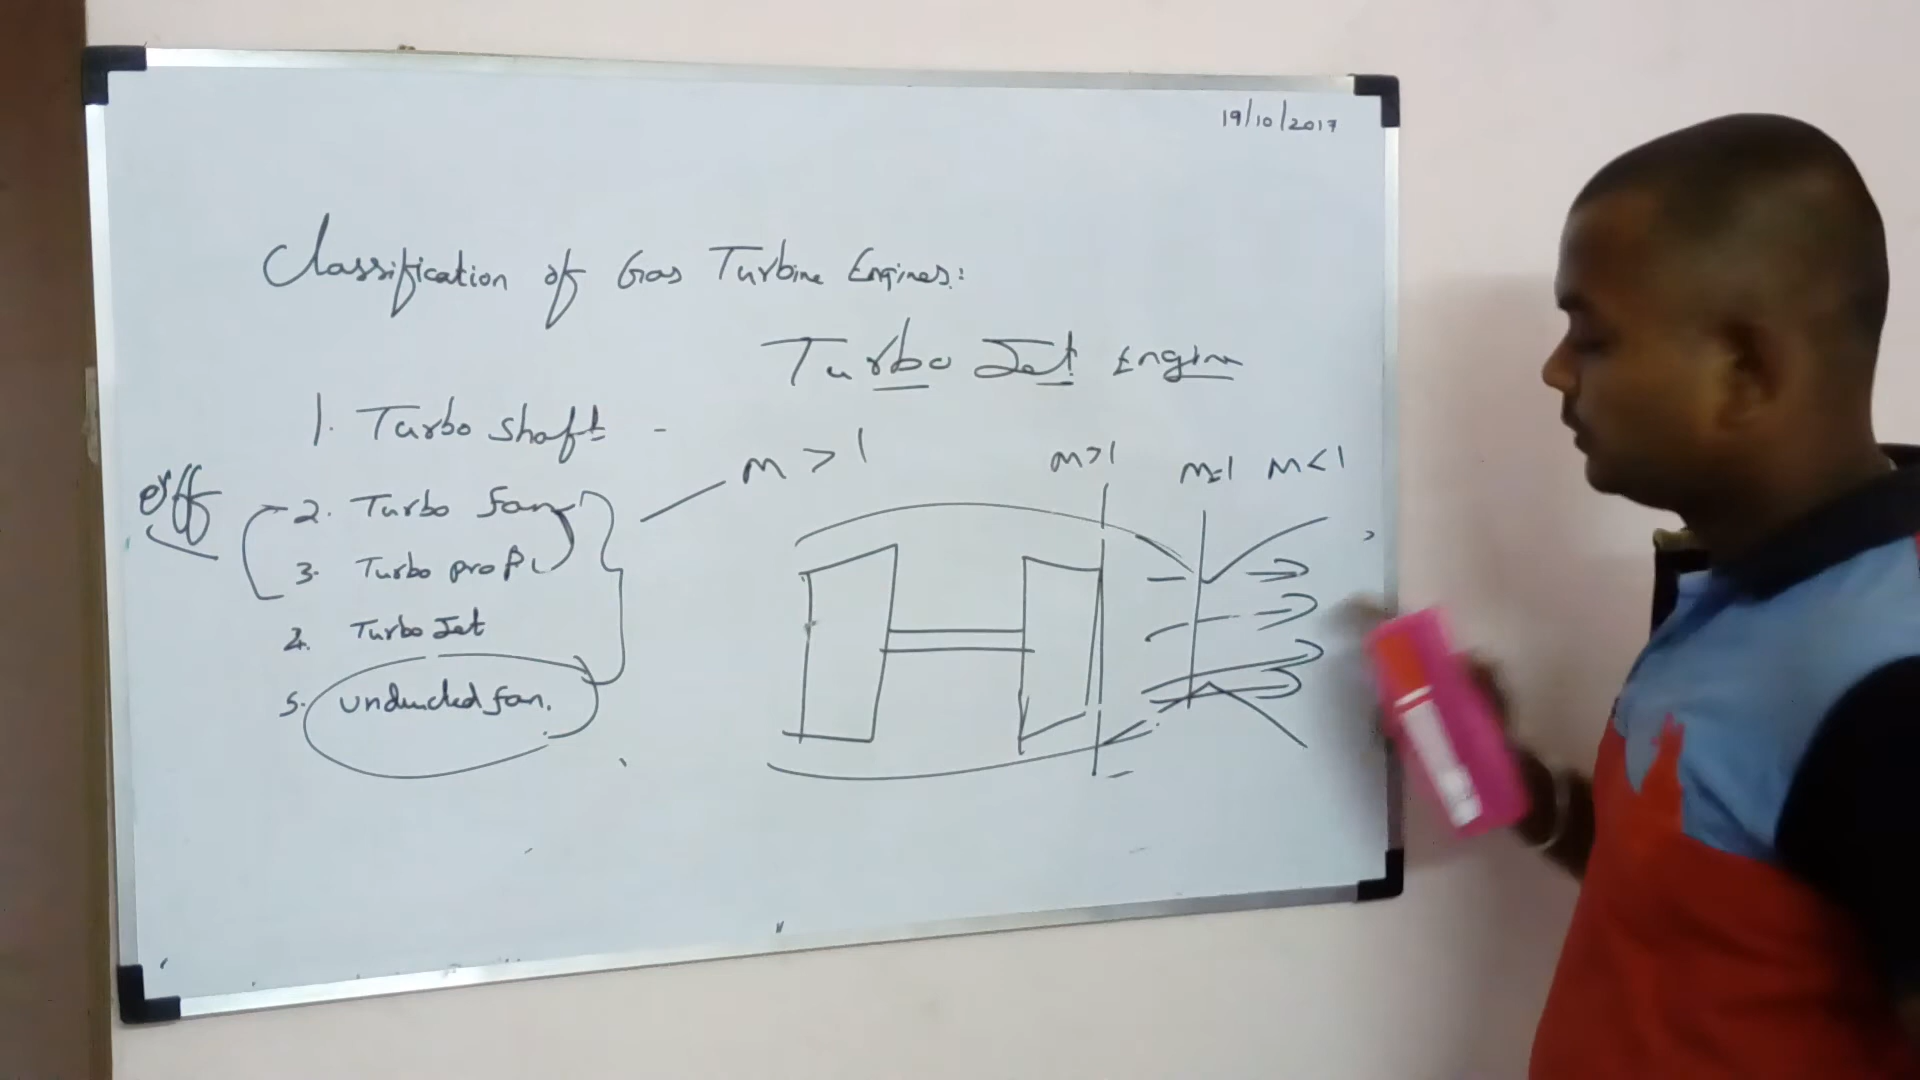 19/10/2017
Classification of Gas Turbine Engines:
Turbo Jet Engine
1. Turbo shaft -
m > 1
m>1
m=1
m<1
eff
2. Turbo fan
3. Turbo prop
4. Turbo Jet
5. unducted fan.